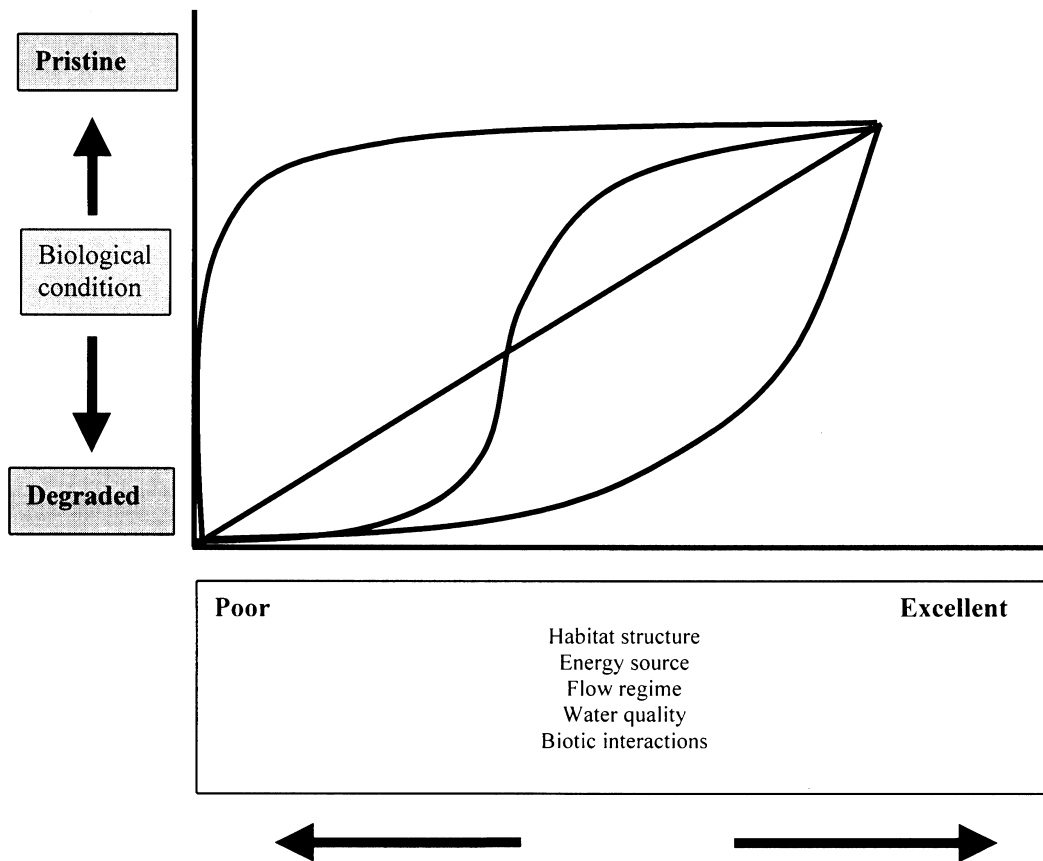 Pristine
Biological
condition
Degraded
Poor
Excellent
Habitat structure
Energy source
Flow regime
Water quality
Biotic interactions